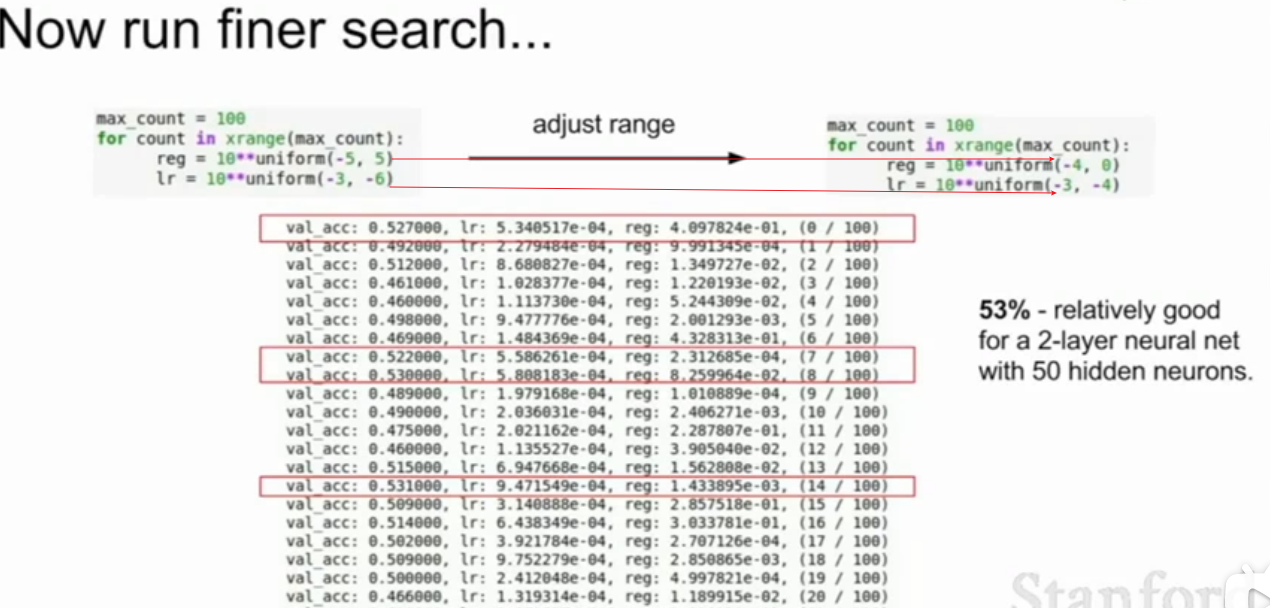 Now run finer search...
max_count = 100
for count in xrange(max_count):
reg = 10**uniform(-5, 5)
lr = 10**uniform(-3, -6)
adjust range
max_count = 100
for count in xrange(max_count):
reg = 10**uniform(-4, 0)
lr = 10**uniform(-3, -4)
val_acc: 0.527000, lr: 5.340517e-04, reg: 4.097824e-01, (0 / 100)
val_acc: 0.492000, lr: 2.279484e-04, reg: 9.991345e-04, (1 / 100)
val_acc: 0.512000, lr: 8.680827e-04, reg: 1.349727e-02, (2 / 100)
val_acc: 0.461000, lr: 1.028377e-04, reg: 1.220193e-02, (3 / 100)
val_acc: 0.460000, lr: 1.113730e-04, reg: 5.244309e-02, (4 / 100)
val_acc: 0.498000, lr: 9.477776e-04, reg: 2.001293e-03, (5 / 100)
val_acc: 0.469000, lr: 1.484369e-04, reg: 4.328313e-01, (6 / 100)
val_acc: 0.522000, lr: 5.586261e-04, reg: 2.312685e-04, (7 / 100)
val_acc: 0.530000, lr: 5.808183e-04, reg: 8.259964e-02, (8 / 100)
val_acc: 0.489000, lr: 1.979168e-04, reg: 1.010889e-04, (9 / 100)
val_acc: 0.490000, lr: 2.036031e-04, reg: 2.406271e-03, (10 / 100)
val_acc: 0.475000, lr: 2.021162e-04, reg: 2.287807e-01, (11 / 100)
val_acc: 0.460000, lr: 1.135527e-04, reg: 3.905040e-02, (12 / 100)
val_acc: 0.515000, lr: 6.947668e-04, reg: 1.562808e-02, (13 / 100)
val_acc: 0.531000, lr: 9.471549e-04, reg: 1.433895e-03, (14 / 100)
val_acc: 0.509000, lr: 3.140888e-04, reg: 2.857518e-01, (15 / 100)
val_acc: 0.514000, lr: 6.438349e-04, reg: 3.033781e-01, (16 / 100)
val_acc: 0.502000, lr: 3.921784e-04, reg: 2.707126e-04, (17 / 100)
val_acc: 0.509000, lr: 9.752279e-04, reg: 2.850865e-03, (18 / 100)
val_acc: 0.500000, lr: 2.412048e-04, reg: 4.997821e-04, (19 / 100)
val_acc: 0.466000, lr: 1.319314e-04, reg: 1.189915e-02, (20 / 100)
53% - relatively good
for a 2-layer neural net
with 50 hidden neurons.
Stanfor